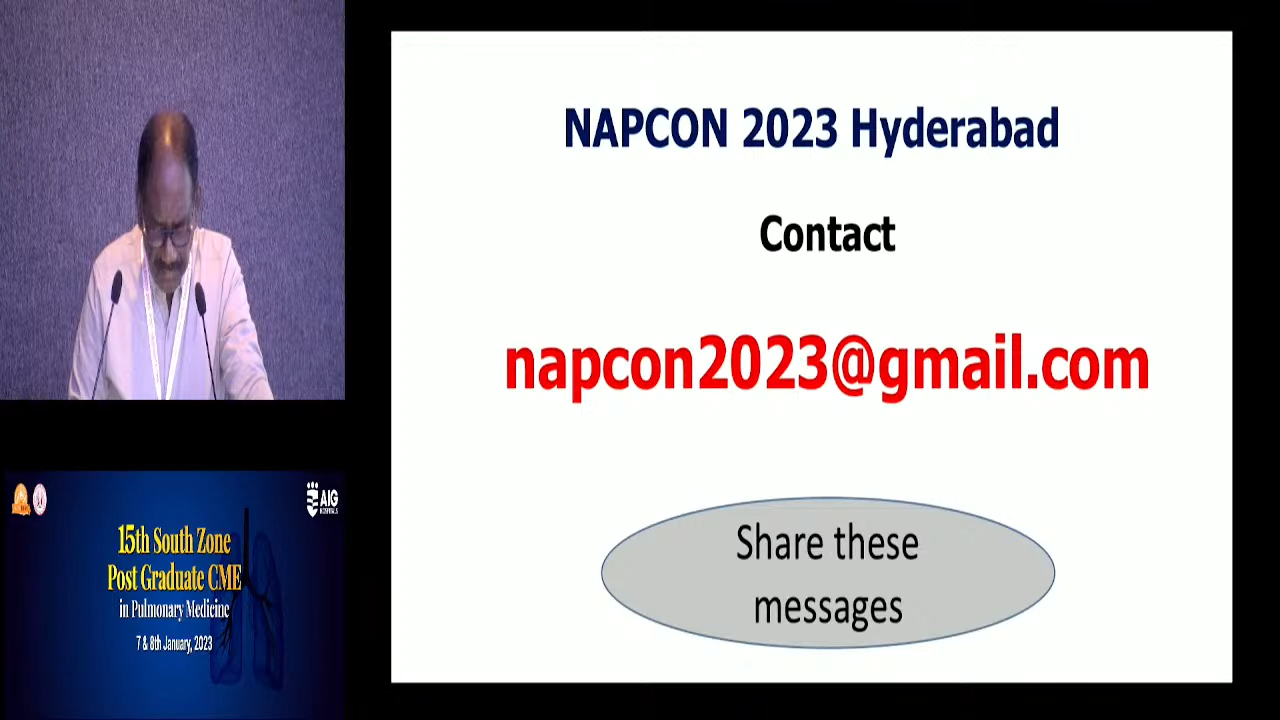 NAPCON 2023 Hyderabad
Contact
napcon2023@gmail.com
Share these
messages
AIG
HOSPITALS
15th South Zone
Post Graduate CME
in Pulmonary Medicine
7 & 8th January, 2023